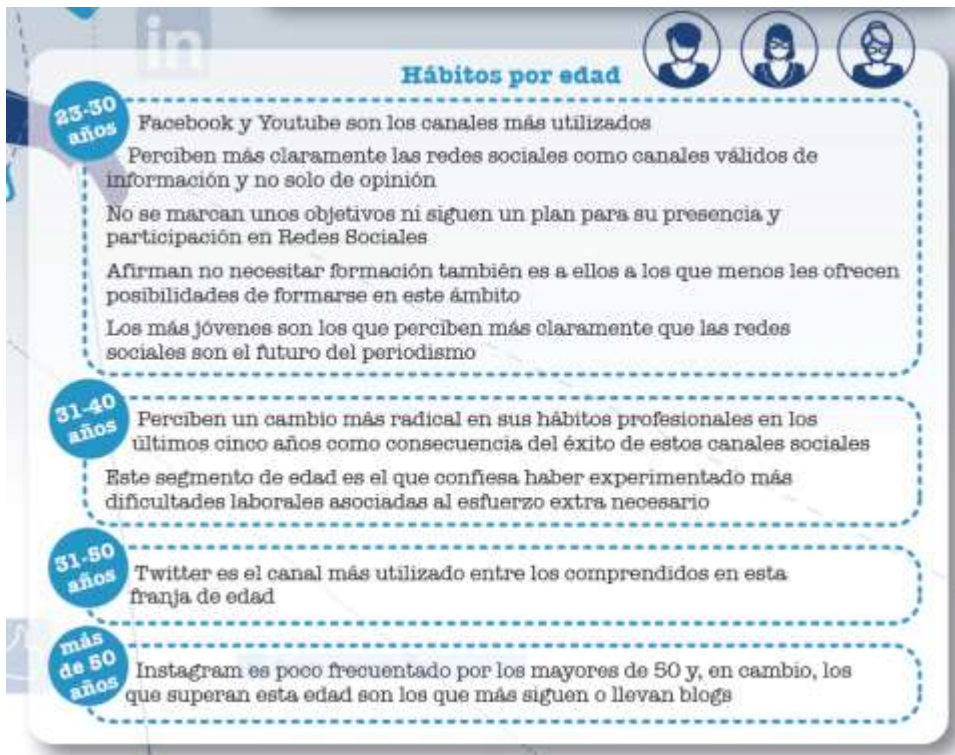 in
Hábitos por edad
23-30
años
Facebook y Youtube son los canales más utilizados
Perciben más claramente las redes sociales como canales válidos de
información y no solo de opinión
No se marcan unos objetivos ni siguen un plan para su presencia y
participación en Redes Sociales
Afirman no necesitar formación también es a ellos a los que menos les ofrecen
posibilidades de formarse en este ámbito
Los más jóvenes son los que perciben más claramente que las redes
sociales son el futuro del periodismo
31-40
años
Perciben un cambio más radical en sus hábitos profesionales en los
últimos cinco años como consecuencia del éxito de estos canales sociales
Este segmento de edad es el que confiesa haber experimentado más
dificultades laborales asociadas al esfuerzo extra necesario
31-50
años
Twitter es el canal más utilizado entre los comprendidos en esta
franja de edad
más
de 50
años
Instagram es poco frecuentado por los mayores de 50 y, en cambio, los
que superan esta edad son los que más siguen o llevan blogs